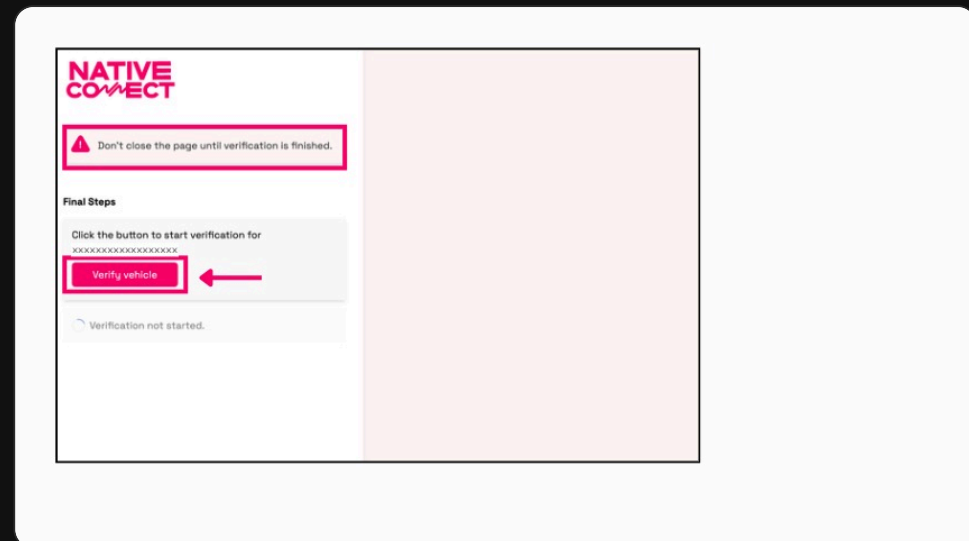 NATIVE
CONNECT
Don't close the page until verification is finished.
Final Steps
Click the button to start verification for
xxxxxxxxxxxxxxxxxx
Verify vehicle
Verification not started.